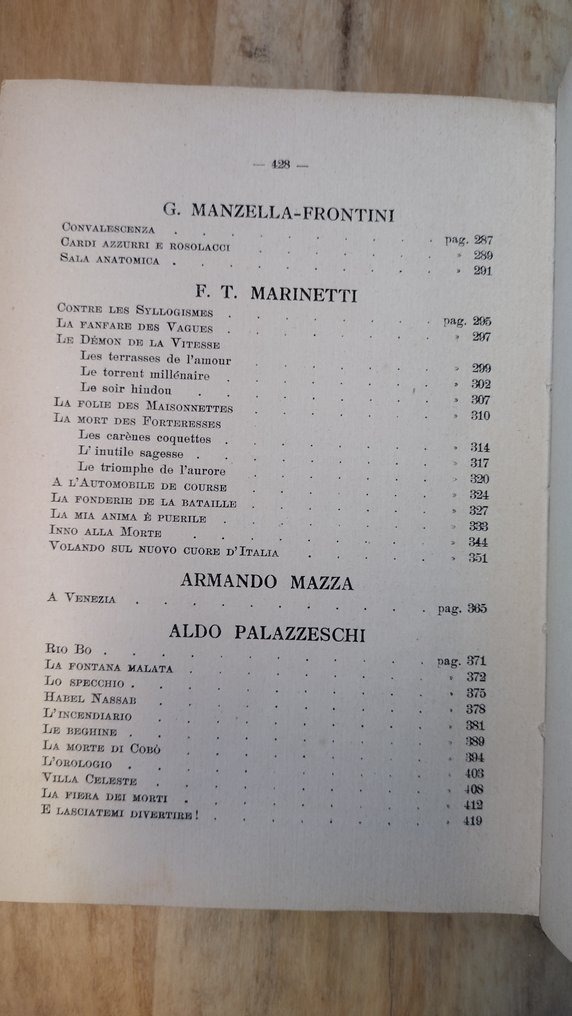 — 428 —
G. MANZELLA-FRONTINI
CONVALESCENZA . . . . . . . . pag. 287
CARDI AZZURRI E ROSOLACCI . . . . . . » 289
SALA ANATOMICA . . . . . . . . » 291
F. T. MARINETTI
CONTRE LES SYLLOGISMES . . . . . . pag. 295
LA FANFARE DES VAGUES . . . . . . » 297
LE DÉMON DE LA VITESSE
Les terrasses de l'amour . . . . . . » 299
Le torrent millénaire . . . . . . » 302
Le soir hindou . . . . . . . » 307
LA FOLIE DES MAISONNETTES . . . . . . » 310
LA MORT DES FORTERESSES
Les carènes coquettes . . . . . . » 314
L'inutile sagesse . . . . . . . » 317
Le triomphe de l'aurore . . . . . . » 320
A L'AUTOMOBILE DE COURSE . . . . . . » 324
LA FONDERIE DE LA BATAILLE . . . . . . » 327
LA MIA ANIMA È PUERILE . . . . . . » 333
INNO ALLA MORTE . . . . . . . » 344
VOLANDO SUL NUOVO CUORE D'ITALIA . . . . . » 351
ARMANDO MAZZA
A VENEZIA . . . . . . . . . pag. 365
ALDO PALAZZESCHI
RIO BO . . . . . . . . . . pag. 371
LA FONTANA MALATA . . . . . . . » 372
LO SPECCHIO . . . . . . . . . » 375
HABEL NASSAB . . . . . . . . » 378
L'INCENDIARIO . . . . . . . . » 381
LE BEGHINE . . . . . . . . . » 389
LA MORTE DI COBÒ . . . . . . . » 394
L'OROLOGIO . . . . . . . . . » 403
VILLA CELESTE . . . . . . . . » 408
LA FIERA DEI MORTI . . . . . . . » 412
E LASCIATEMI DIVERTIRE! . . . . . . » 419